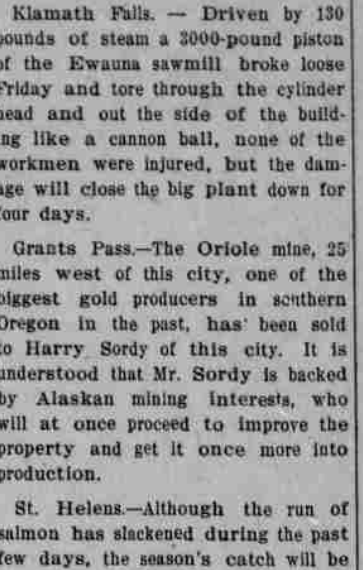 Klamath Falls. — Driven by 130
pounds of steam a 3000-pound piston
of the Ewauna sawmill broke loose
Friday and tore through the cylinder
head and out the side of the build-
ing like a cannon ball, none of the
workmen were injured, but the dam-
age will close the big plant down for
four days.
Grants Pass.—The Oriole mine, 25
miles west of this city, one of the
biggest gold producers in southern
Oregon in the past, has been sold
to Harry Sordy of this city. It is
understood that Mr. Sordy is backed
by Alaskan mining interests, who
will at once proceed to improve the
property and get it once more into
production.
St. Helens.—Although the run of
salmon has slackened during the past
few days, the season's catch will be